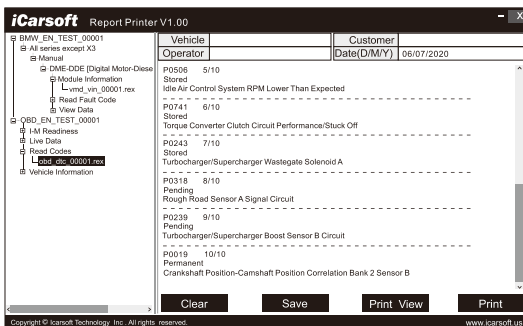 iCarsoft Report Printer V1.00
BMW_EN_TEST_00001
All series except X3
Manual
DME-DDE [Digital Motor-Diese
Module Information
vmd_vin_00001.rex
Read Fault Code
View Data
OBD_EN_TEST_00001
I-M Readiness
Live Data
Read Codes
obd_dtc_00001.rex
Vehicle Information
Vehicle Customer
Operator Date(D/M/Y) 06/07/2020
P0506 5/10
Stored
Idle Air Control System RPM Lower Than Expected
P0741 6/10
Stored
Torque Converter Clutch Circuit Performance/Stuck Off
P0243 7/10
Stored
Turbocharger/Supercharger Wastegate Solenoid A
P0318 8/10
Pending
Rough Road Sensor A Signal Circuit
P0239 9/10
Pending
Turbocharger/Supercharger Boost Sensor B Circuit
P0019 10/10
Permanent
Crankshaft Position-Camshaft Position Correlation Bank 2 Sensor B
Clear Save Print View Print
Copyright © Icarsoft Technology Inc. All rights reserved. www.icarsoft.us